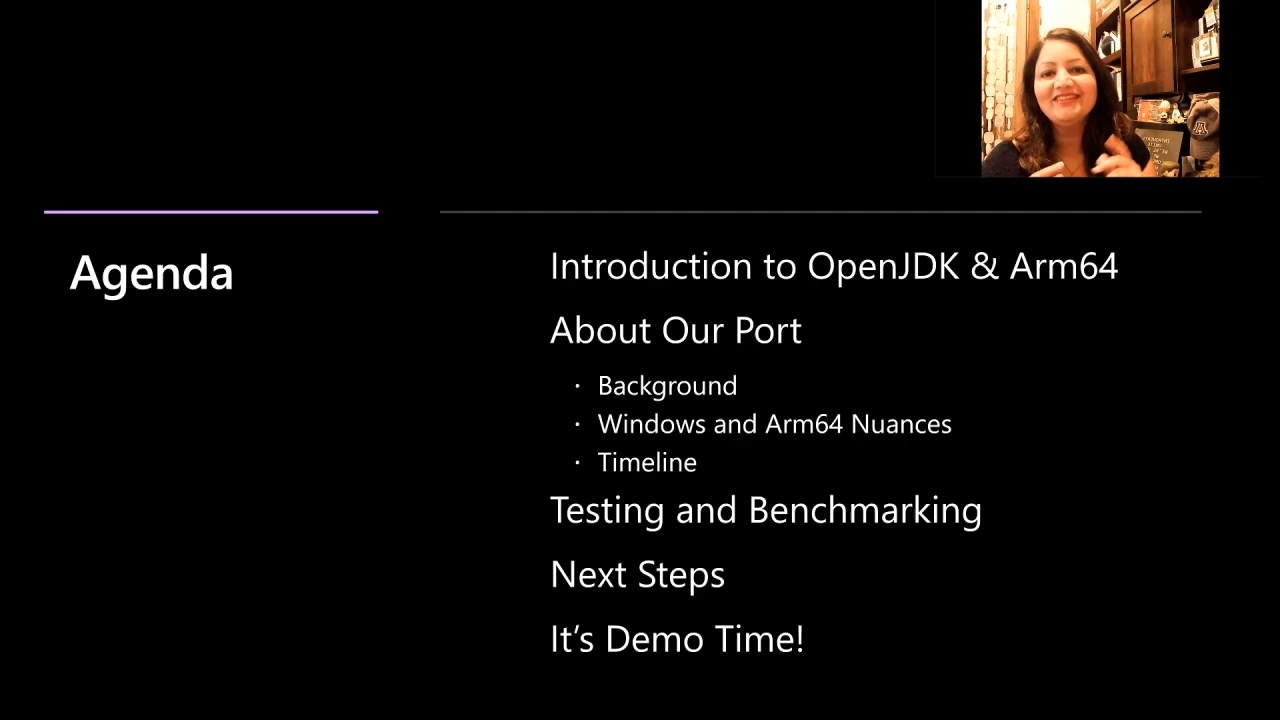 Agenda
Introduction to OpenJDK & Arm64
About Our Port
· Background
· Windows and Arm64 Nuances
· Timeline
Testing and Benchmarking
Next Steps
It’s Demo Time!